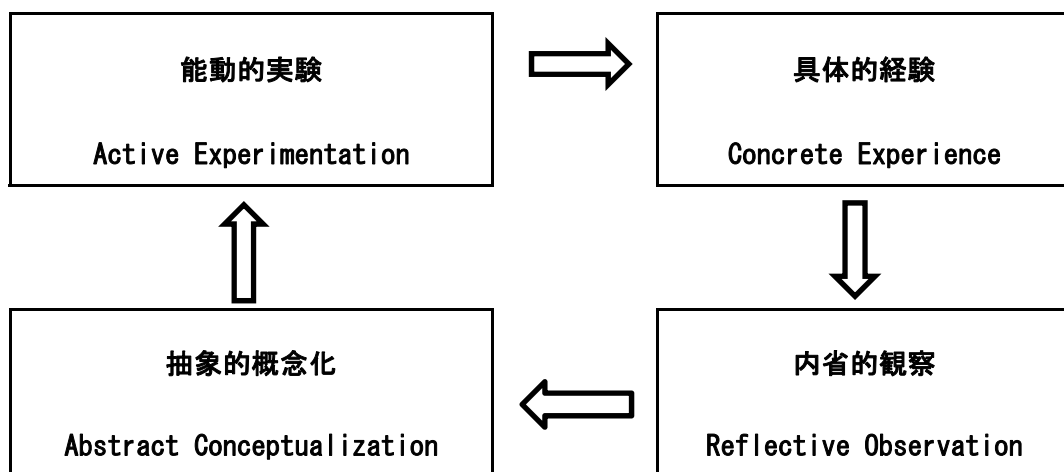 能動的実験
Active Experimentation
具体的経験
Concrete Experience
抽象的概念化
Abstract Conceptualization
内省的観察
Reflective Observation